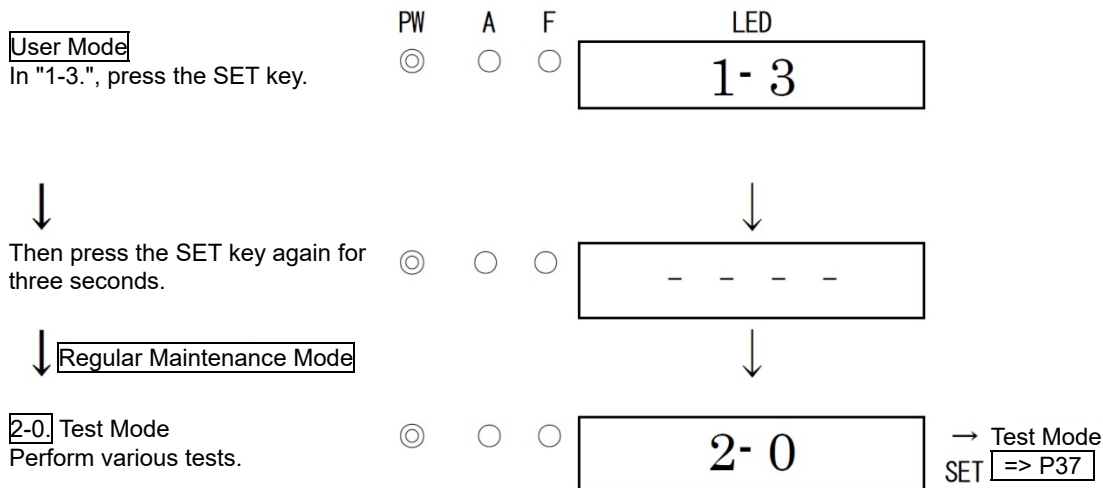 PW A F LED
User Mode
In "1-3.", press the SET key.
◎ ○ ○ 1- 3
↓ ↓
Then press the SET key again for
three seconds.
◎ ○ ○ - - - -
↓ Regular Maintenance Mode ↓
2-0. Test Mode
Perform various tests.
◎ ○ ○ 2- 0
→ Test Mode
SET => P37